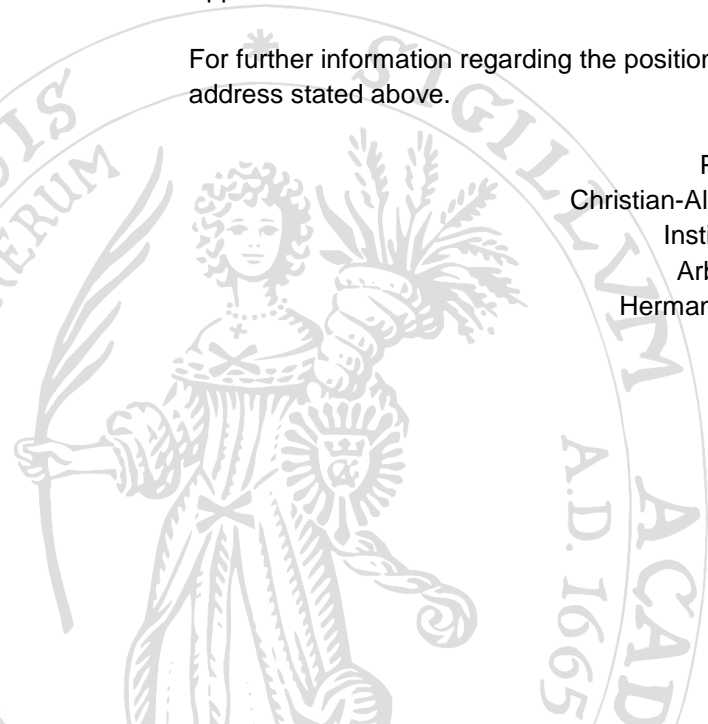 For further information regarding the position
address stated above.
Christian-Al
Insti
Arb
Herman
SIGILLVM ACAD
A.D. 1665